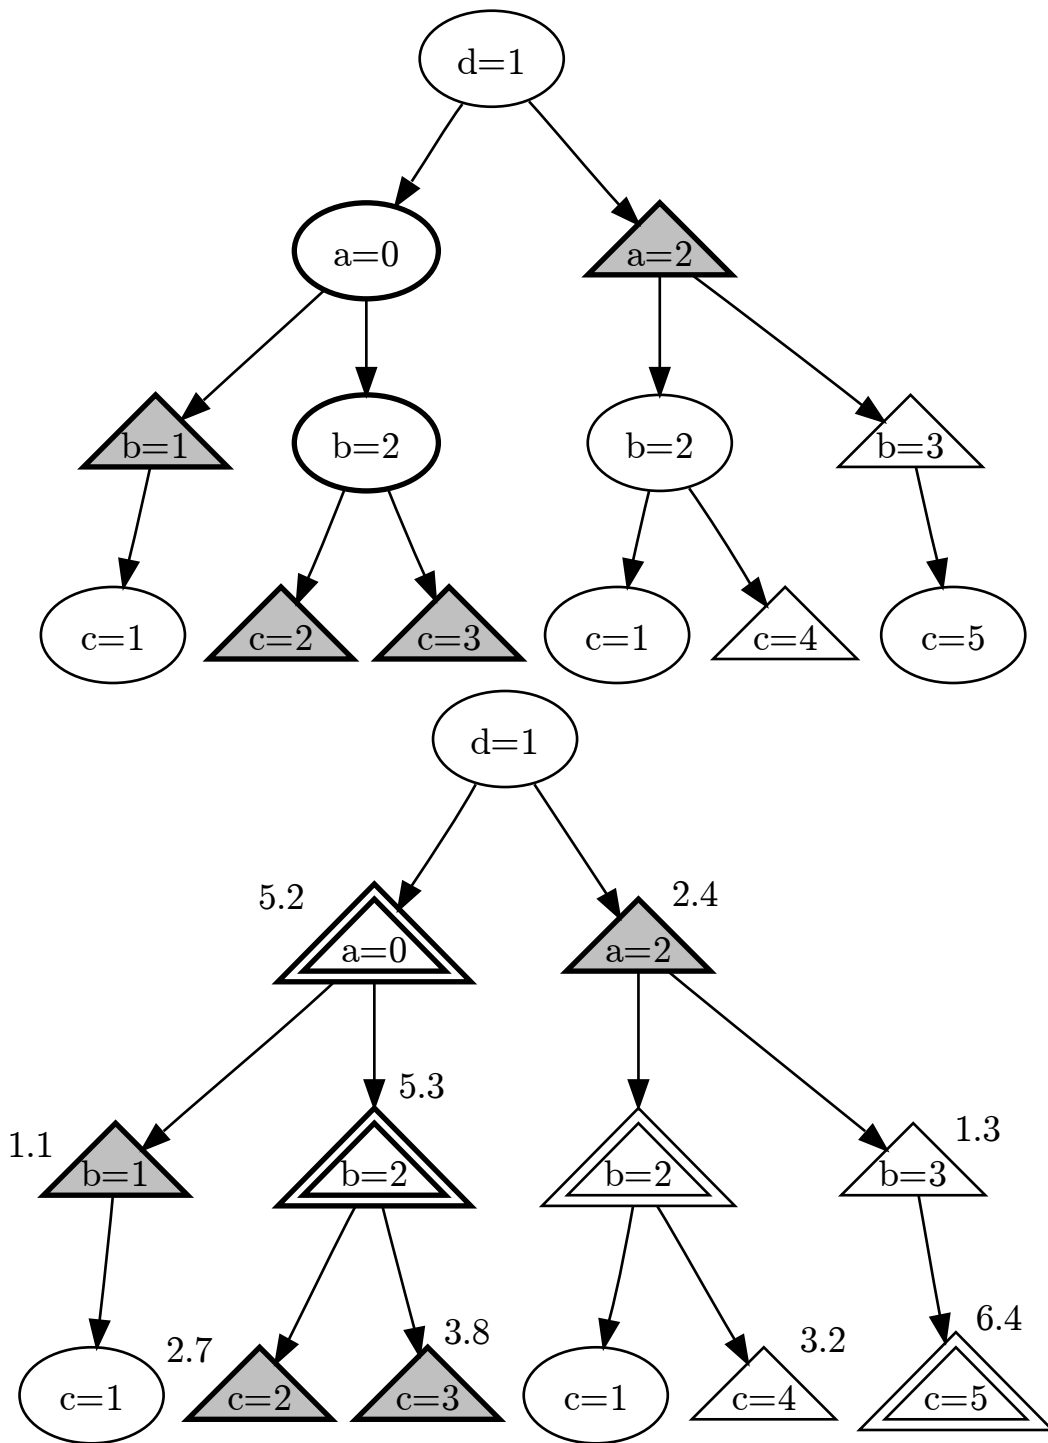 d=1
a=0 a=2
b=1 b=2 b=2 b=3
c=1 c=2 c=3 c=1 c=4 c=5
d=1
5.2 2.4
a=0 a=2
5.3
1.1 1.3
b=1 b=2 b=2 b=3
6.4
2.7 3.8 3.2
c=1 c=2 c=3 c=1 c=4 c=5